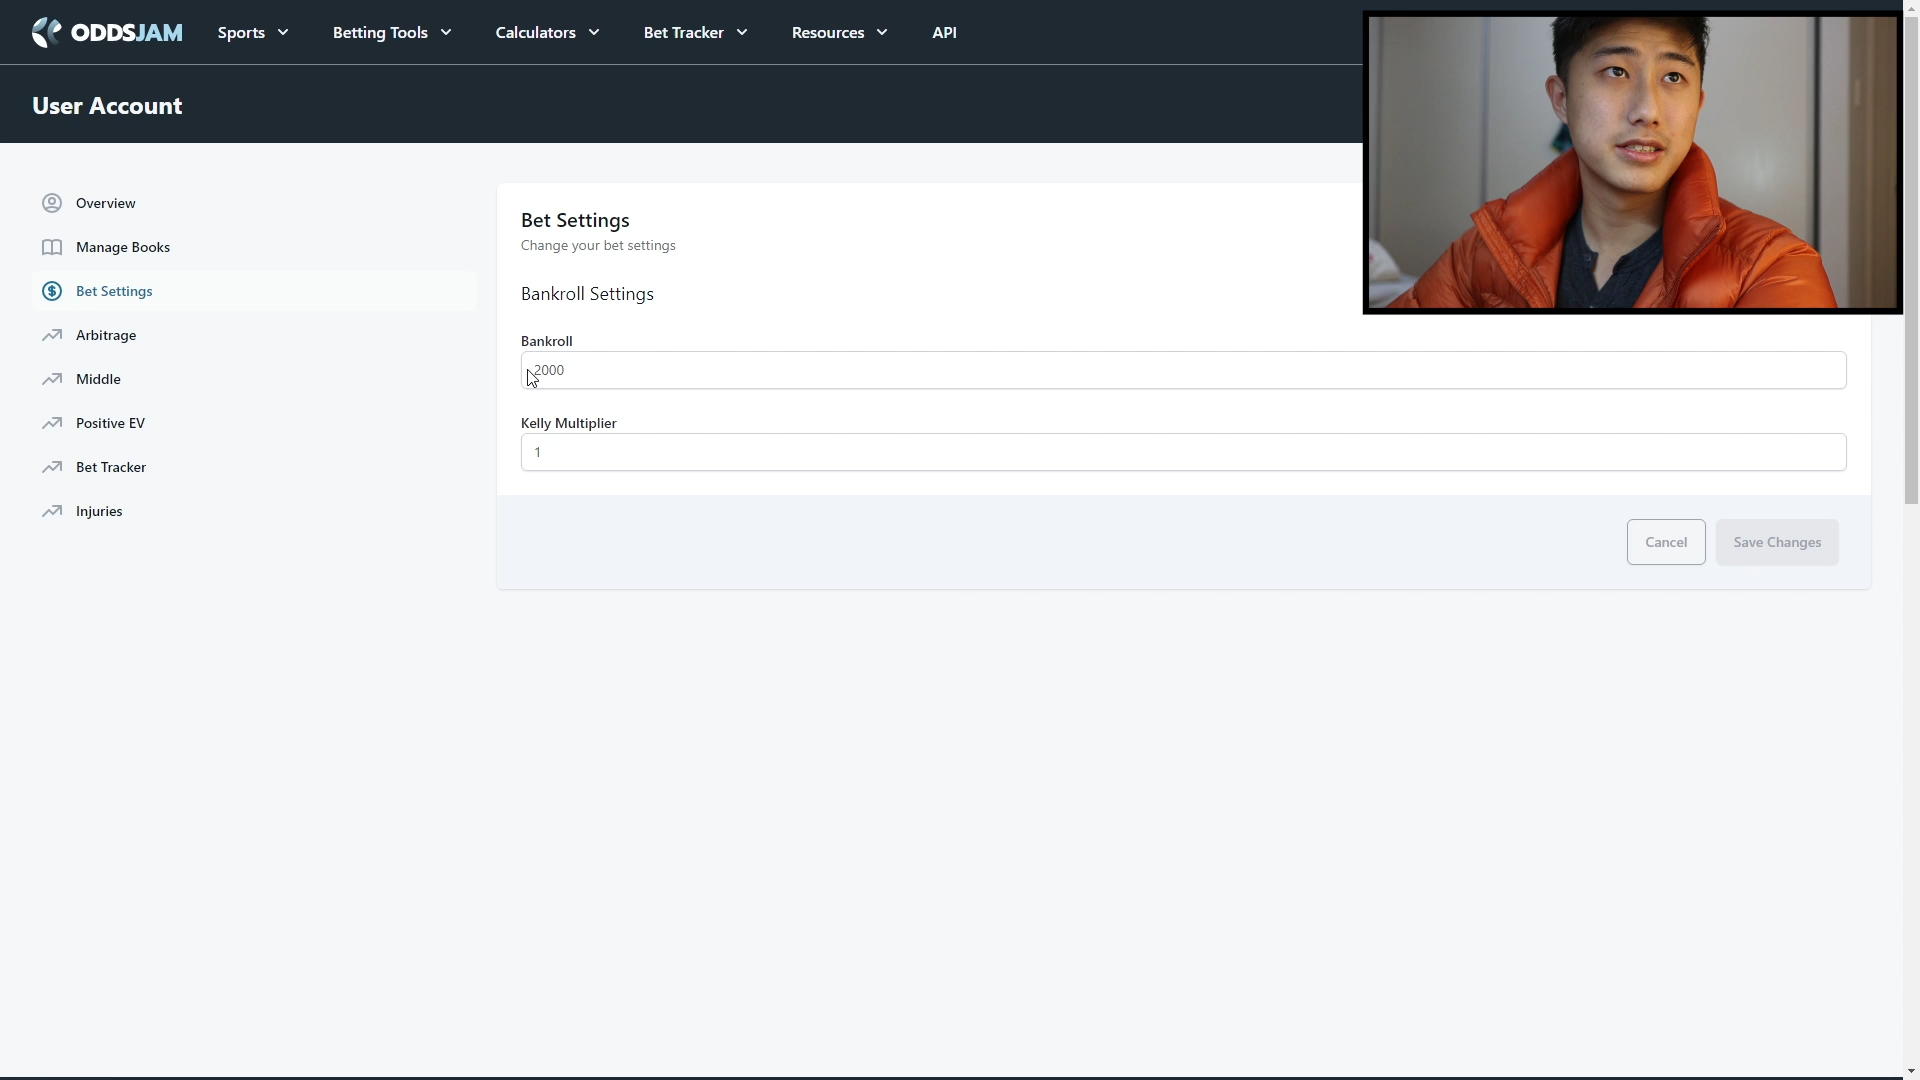 ODDSJAM Sports Betting Tools Calculators Bet Tracker Resources API
User Account
Overview
Manage Books
Bet Settings
Arbitrage
Middle
Positive EV
Bet Tracker
Injuries
Bet Settings
Change your bet settings
Bankroll Settings
Bankroll
2000
Kelly Multiplier
1
Cancel Save Changes